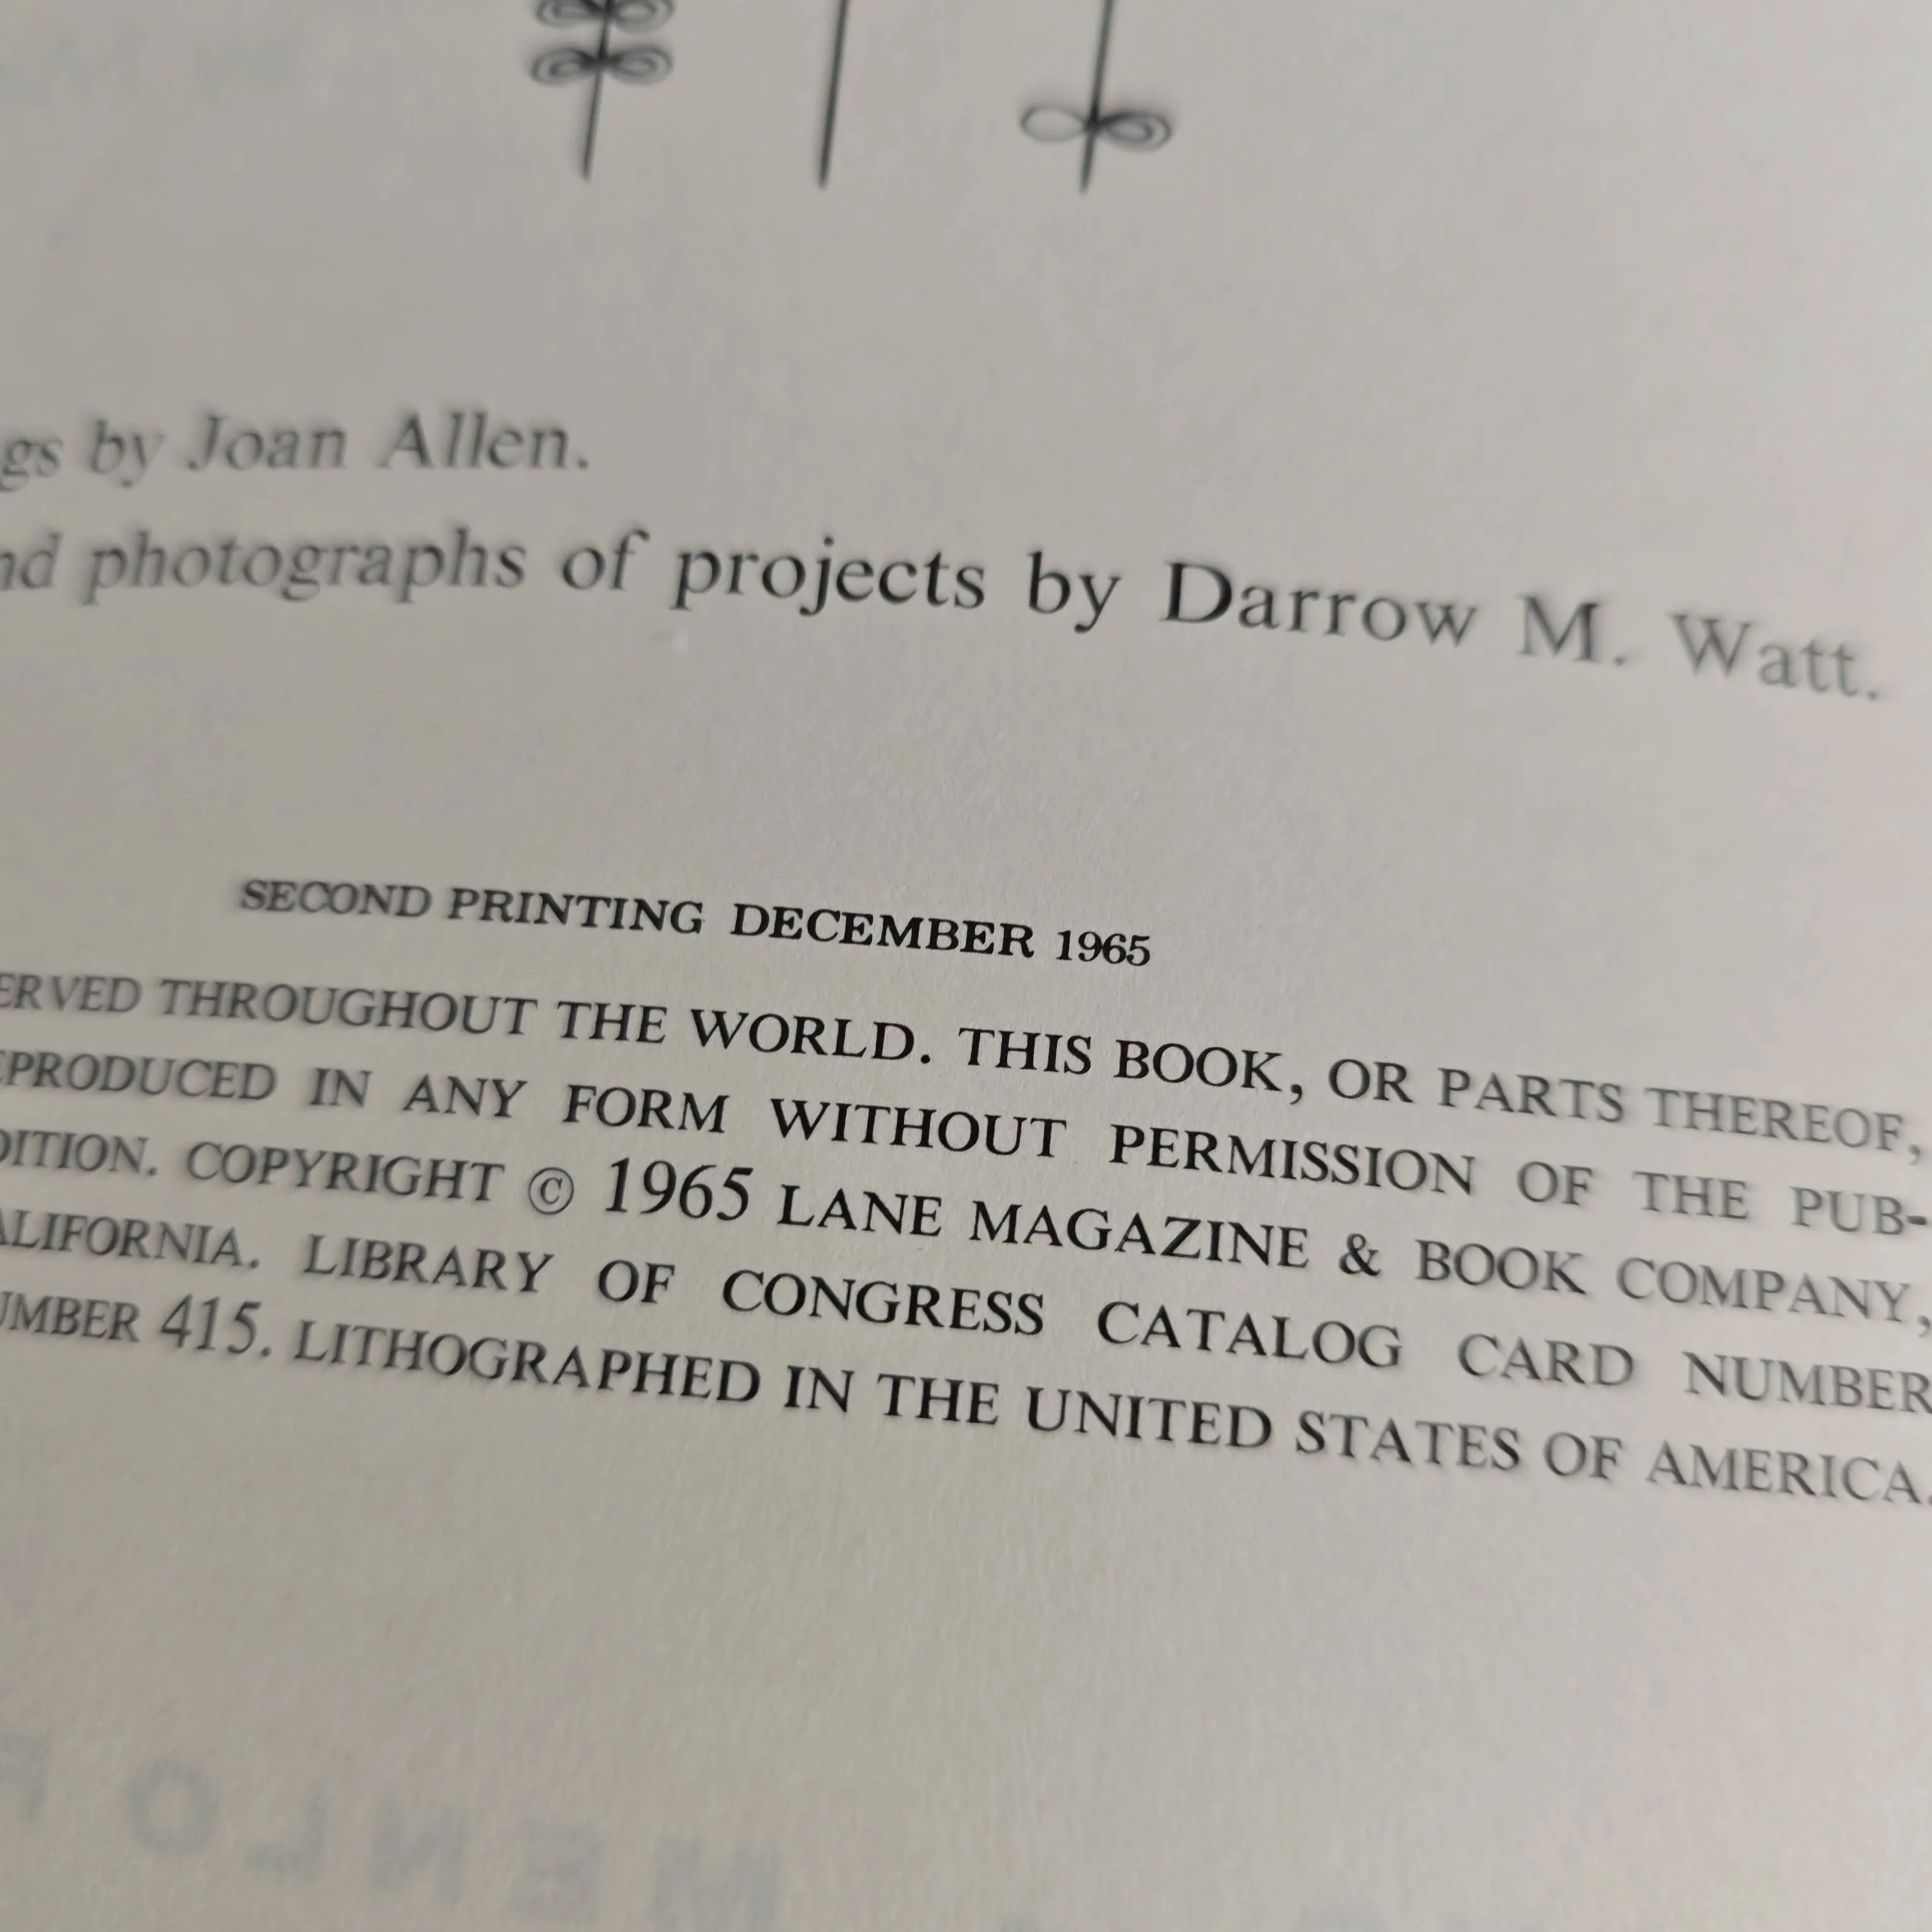 gs by Joan Allen.
nd photographs of projects by Darrow M. Watt.
SECOND PRINTING DECEMBER 1965
ERVED THROUGHOUT THE WORLD. THIS BOOK, OR PARTS THEREOF,
EPRODUCED IN ANY FORM WITHOUT PERMISSION OF THE PUB-
DITION. COPYRIGHT © 1965 LANE MAGAZINE & BOOK COMPANY,
ALIFORNIA. LIBRARY OF CONGRESS CATALOG CARD NUMBER
UMBER 415. LITHOGRAPHED IN THE UNITED STATES OF AMERICA.
MENLO